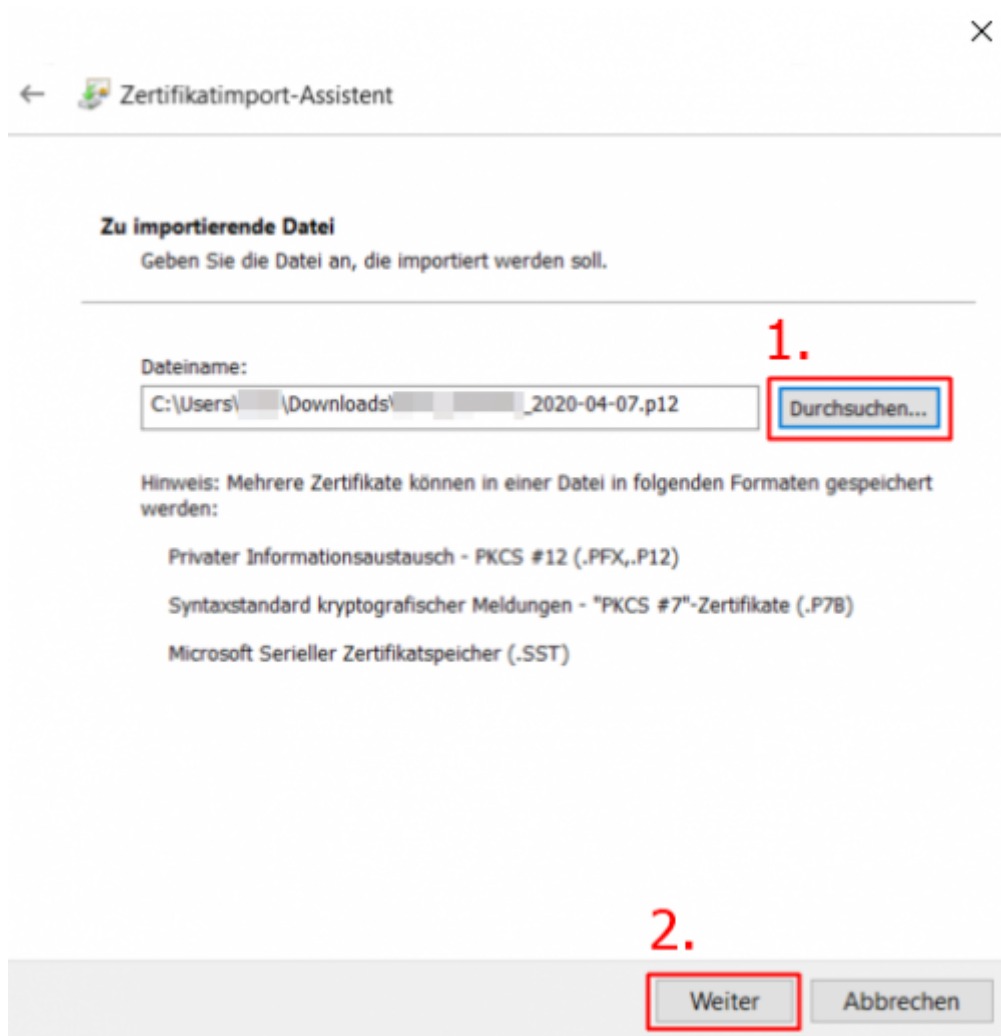 Zertifikatimport-Assistent
Zu importierende Datei
Geben Sie die Datei an, die importiert werden soll.
1.
Dateiname:
C:\Users\ \Downloads\ _2020-04-07.p12
Durchsuchen...
Hinweis: Mehrere Zertifikate können in einer Datei in folgenden Formaten gespeichert
werden:
Privater Informationsaustausch - PKCS #12 (.PFX,.P12)
Syntaxstandard kryptografischer Meldungen - "PKCS #7"-Zertifikate (.P7B)
Microsoft Serieller Zertifikatspeicher (.SST)
2.
Weiter
Abbrechen